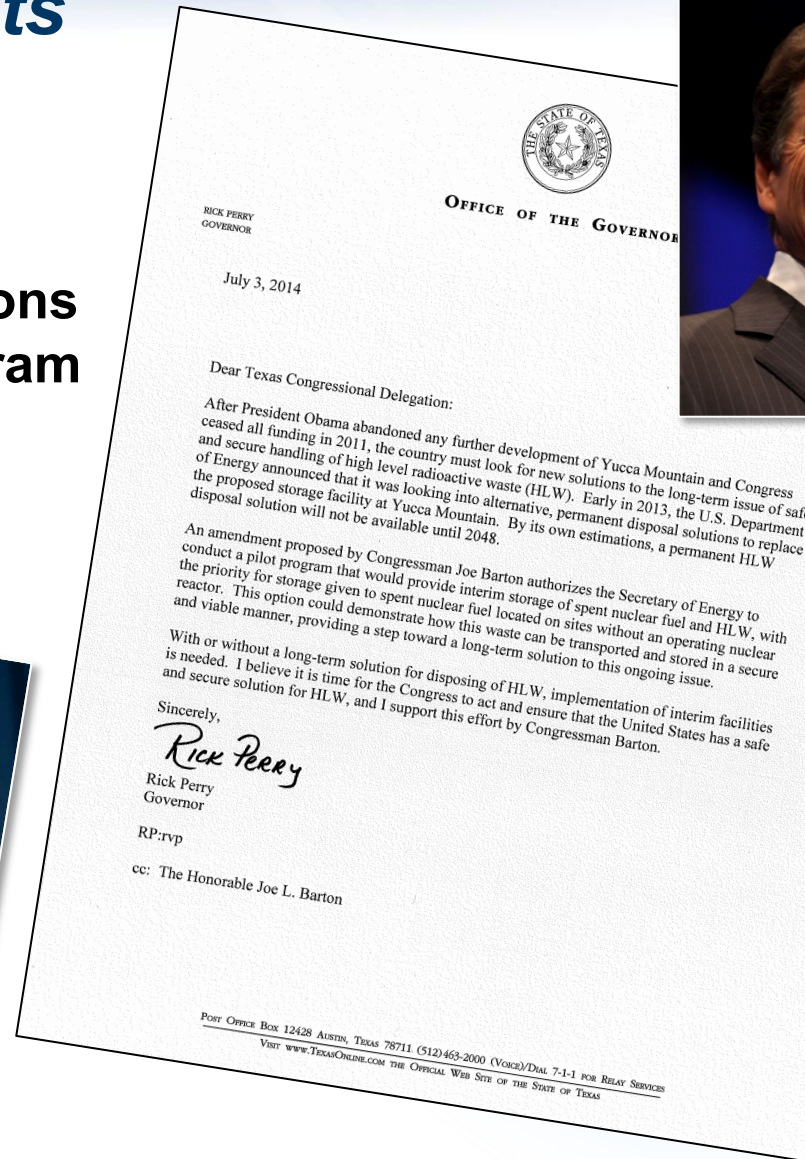 ts
ons
ram
THE STATE OF TEXAS
OFFICE OF THE GOVERNOR
RICK PERRY
GOVERNOR
July 3, 2014
Dear Texas Congressional Delegation:
After President Obama abandoned any further development of Yucca Mountain and Congress
ceased all funding in 2011, the country must look for new solutions to the long-term issue of safe
and secure handling of high level radioactive waste (HLW). Early in 2013, the U.S. Department
of Energy announced that it was looking into alternative, permanent disposal solutions to replace
the proposed storage facility at Yucca Mountain. By its own estimations, a permanent HLW
disposal solution will not be available until 2048.
An amendment proposed by Congressman Joe Barton authorizes the Secretary of Energy to
conduct a pilot program that would provide interim storage of spent nuclear fuel and HLW, with
the priority for storage given to spent nuclear fuel located on sites without an operating nuclear
reactor. This option could demonstrate how this waste can be transported and stored in a secure
and viable manner, providing a step toward a long-term solution to this ongoing issue.
With or without a long-term solution for disposing of HLW, implementation of interim facilities
is needed. I believe it is time for the Congress to act and ensure that the United States has a safe
and secure solution for HLW, and I support this effort by Congressman Barton.
Sincerely,
RICK PERRY
Rick Perry
Governor
RP:rvp
cc: The Honorable Joe L. Barton
POST OFFICE BOX 12428 AUSTIN, TEXAS 78711 (512)463-2000 (VOICE)/DIAL 7-1-1 FOR RELAY SERVICES
VISIT WWW.TEXASONLINE.COM THE OFFICIAL WEB SITE OF THE STATE OF TEXAS